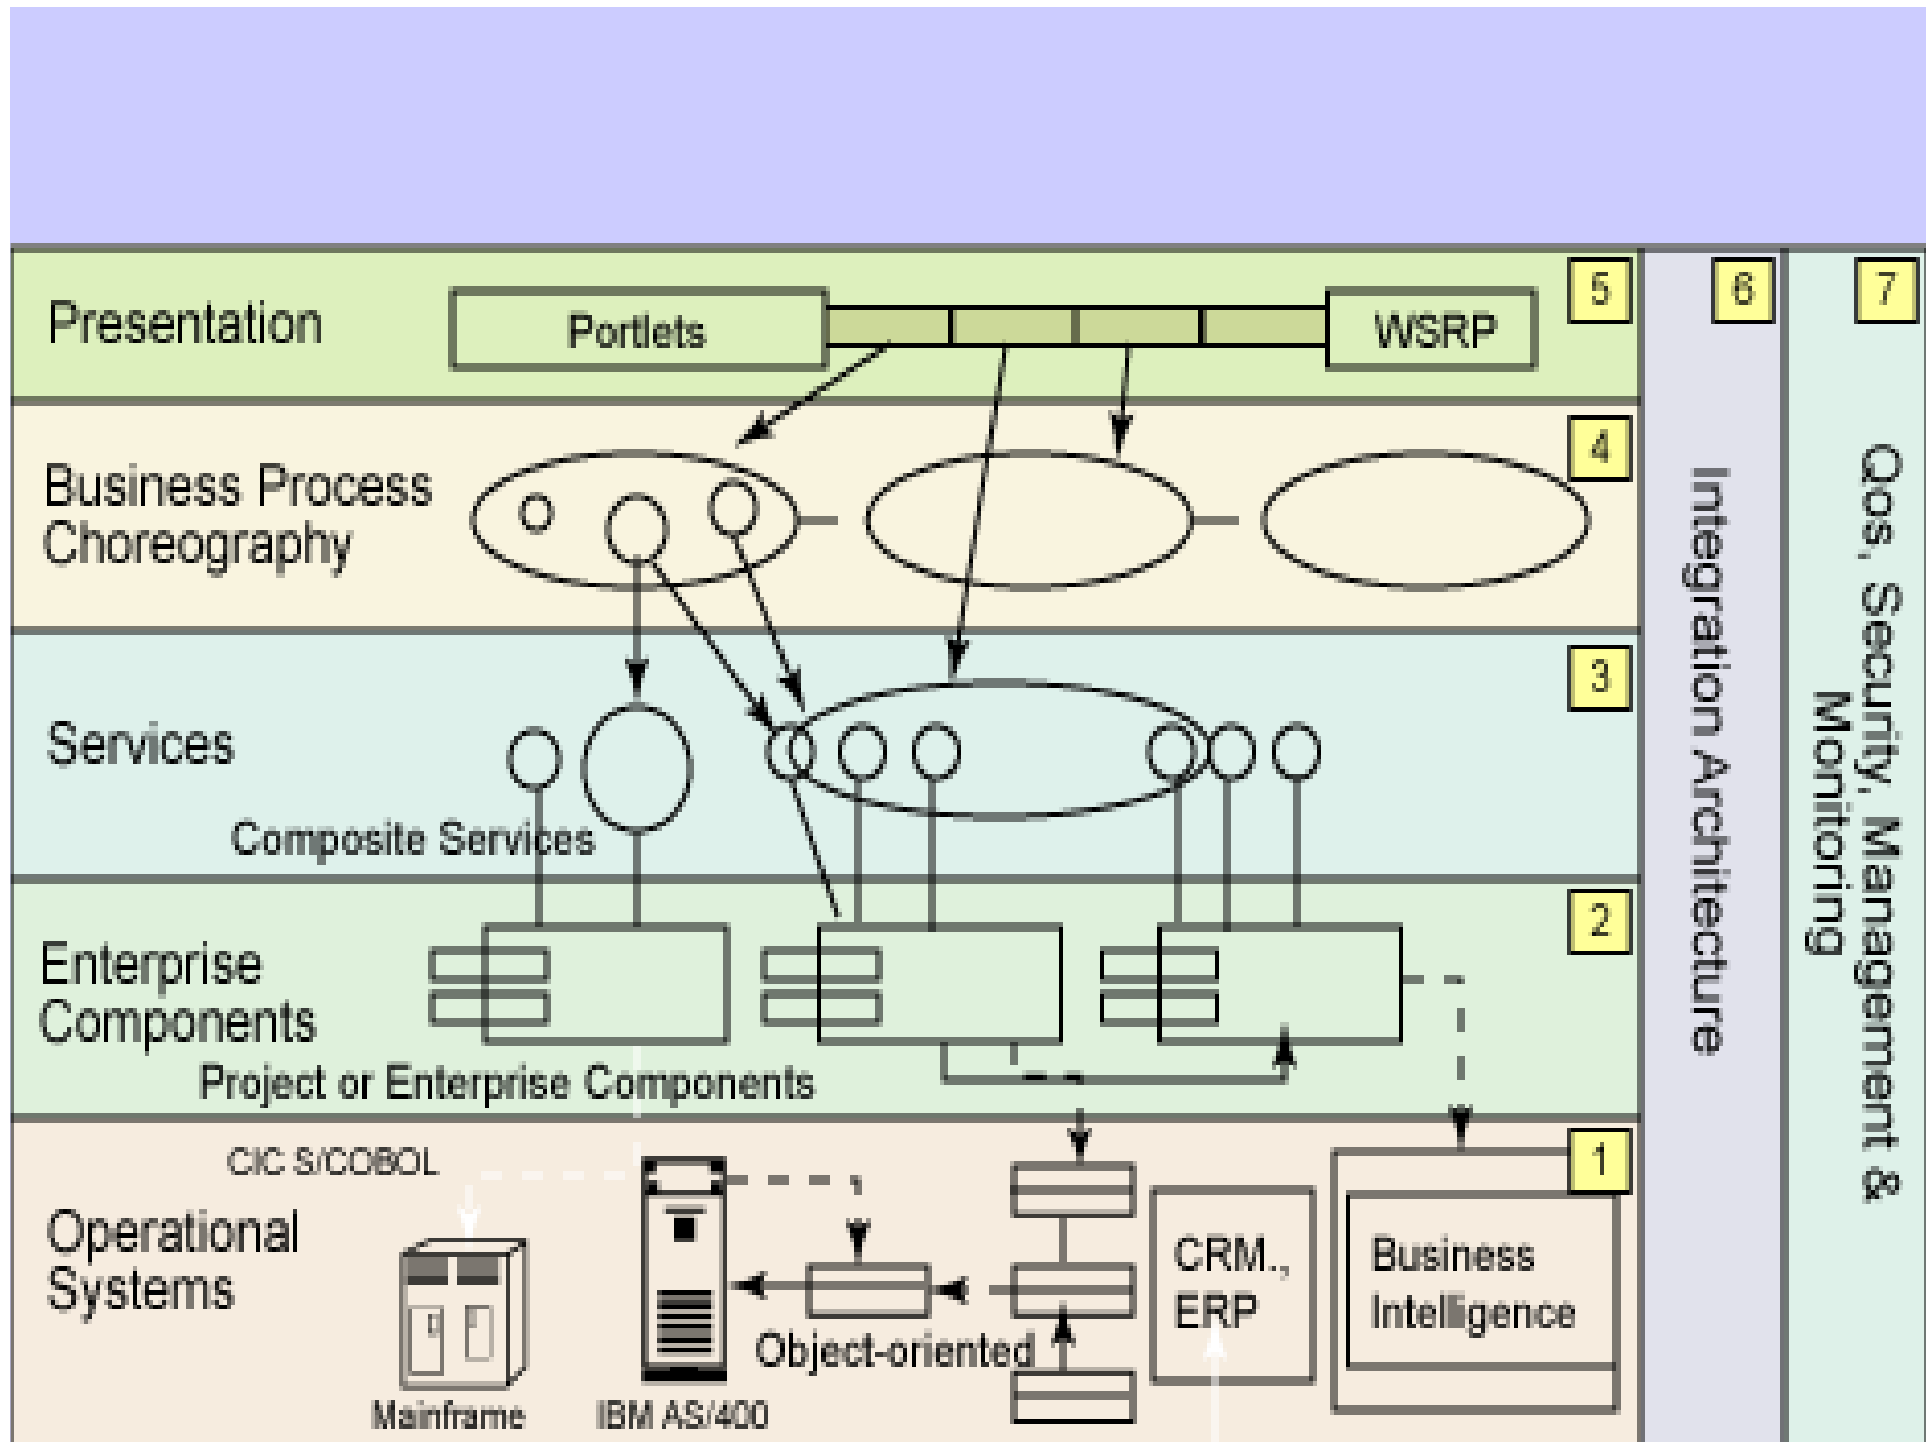 5
6
7
Presentation
Portlets
WSRP
4
Business Process
Choreography
3
Services
Composite Services
2
Enterprise
Components
Project or Enterprise Components
1
CIC S/COBOL
Operational
Systems
CRM.,
ERP
Business
Intelligence
Object-oriented
Mainframe
IBM AS/400
Integration Architecture
Qos, Security, Management &
Monitoring